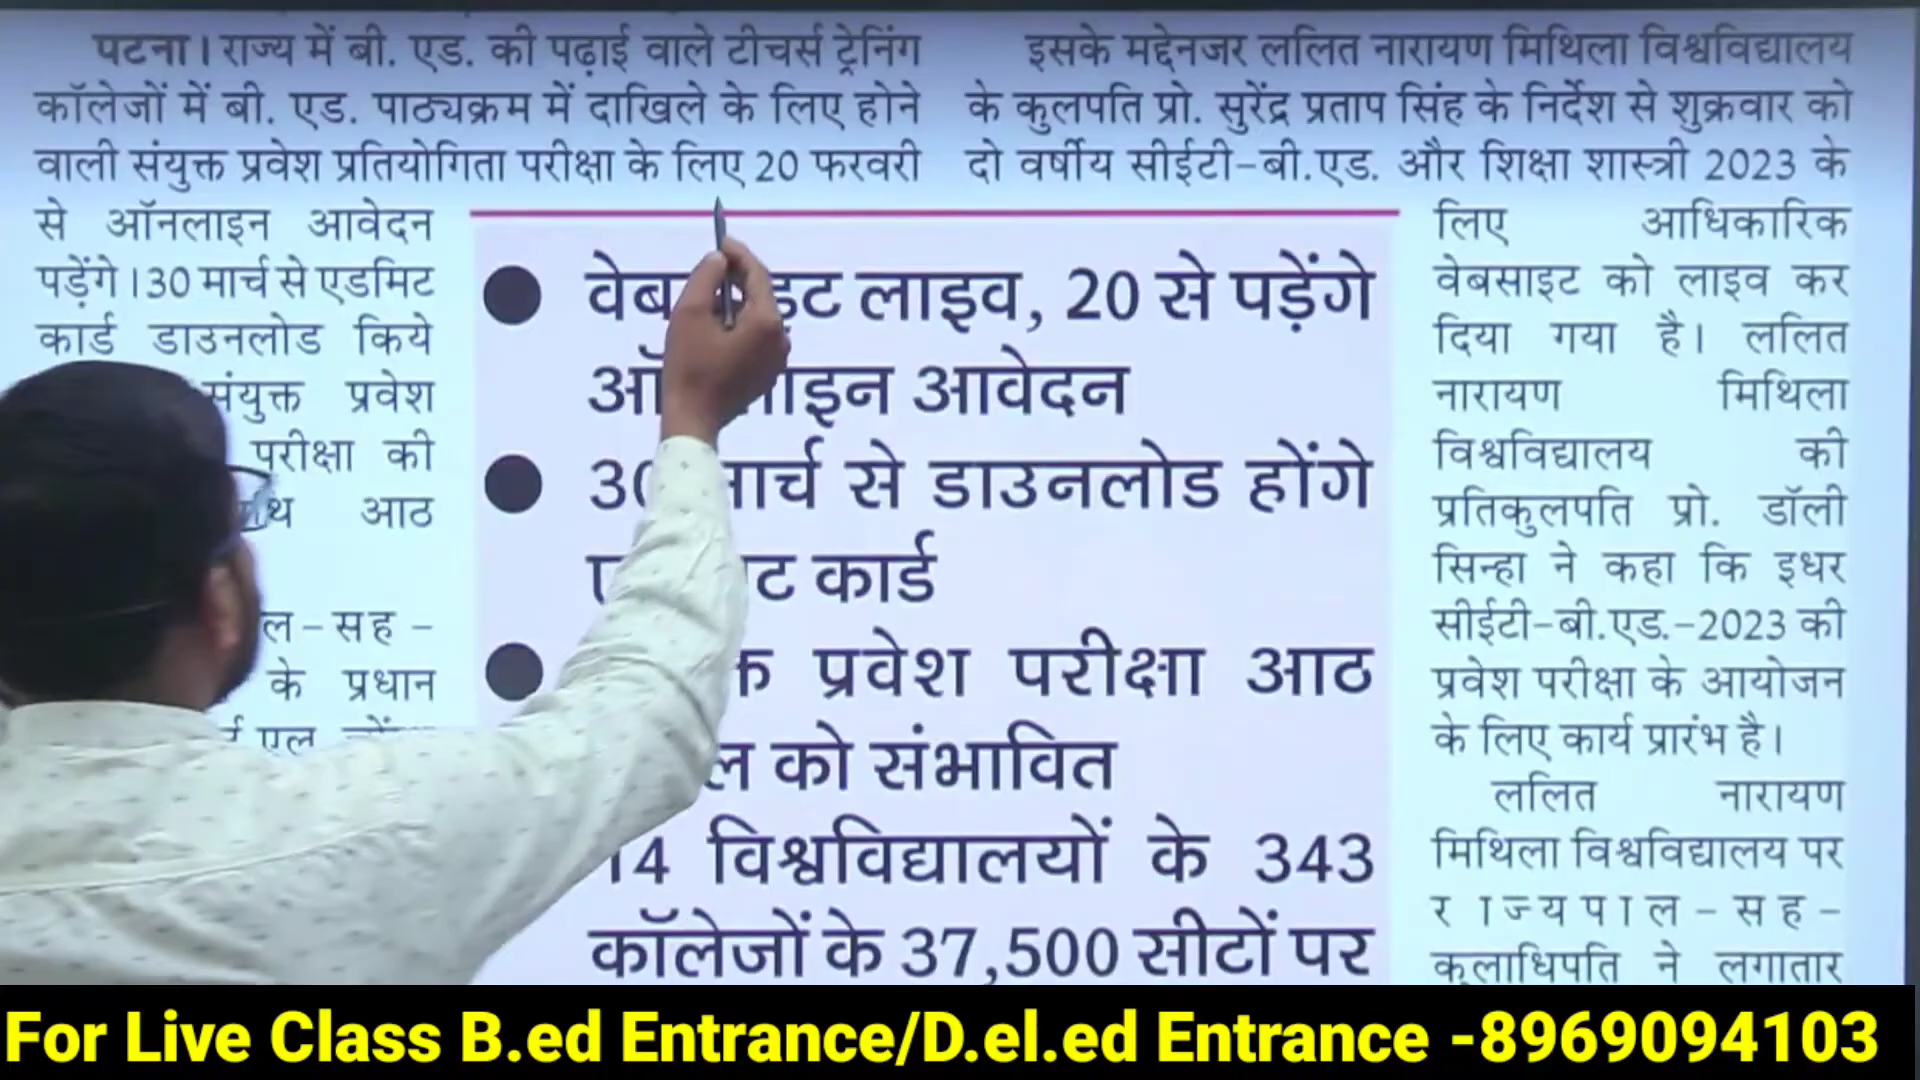 पटना। राज्य में बी. एड. की पढ़ाई वाले टीचर्स ट्रेनिंग
कॉलेजों में बी. एड. पाठ्यक्रम में दाखिले के लिए होने
वाली संयुक्त प्रवेश प्रतियोगिता परीक्षा के लिए 20 फरवरी
से ऑनलाइन आवेदन
पड़ेंगे।30 मार्च से एडमिट
कार्ड डाउनलोड किये
संयुक्त प्रवेश
परीक्षा की
आठ
के प्रधान
एल
वेबसाइट लाइव, 20 से पड़ेंगे
ऑनलाइन आवेदन
30 मार्च से डाउनलोड होंगे
कार्ड
प्रवेश परीक्षा आठ
को संभावित
14 विश्वविद्यालयों के 343
कॉलेजों के 37,500 सीटों पर
इसके मद्देनजर ललित नारायण मिथिला विश्वविद्यालय
के कुलपति प्रो. सुरेंद्र प्रताप सिंह के निर्देश से शुक्रवार को
दो वर्षीय सीईटी-बी.एड. और शिक्षा शास्त्री 2023 के
लिए आधिकारिक
वेबसाइट को लाइव कर
दिया गया है। ललित
नारायण मिथिला
विश्वविद्यालय की
प्रतिकुलपति प्रो. डॉली
सिन्हा ने कहा कि इधर
सीईटी-बी.एड.-2023 की
प्रवेश परीक्षा के आयोजन
के लिए कार्य प्रारंभ है।
ललित नारायण
मिथिला विश्वविद्यालय पर
राज्यपाल-सह-
कुलाधिपति ने लगातार
For Live Class B.ed Entrance/D.el.ed Entrance -8969094103